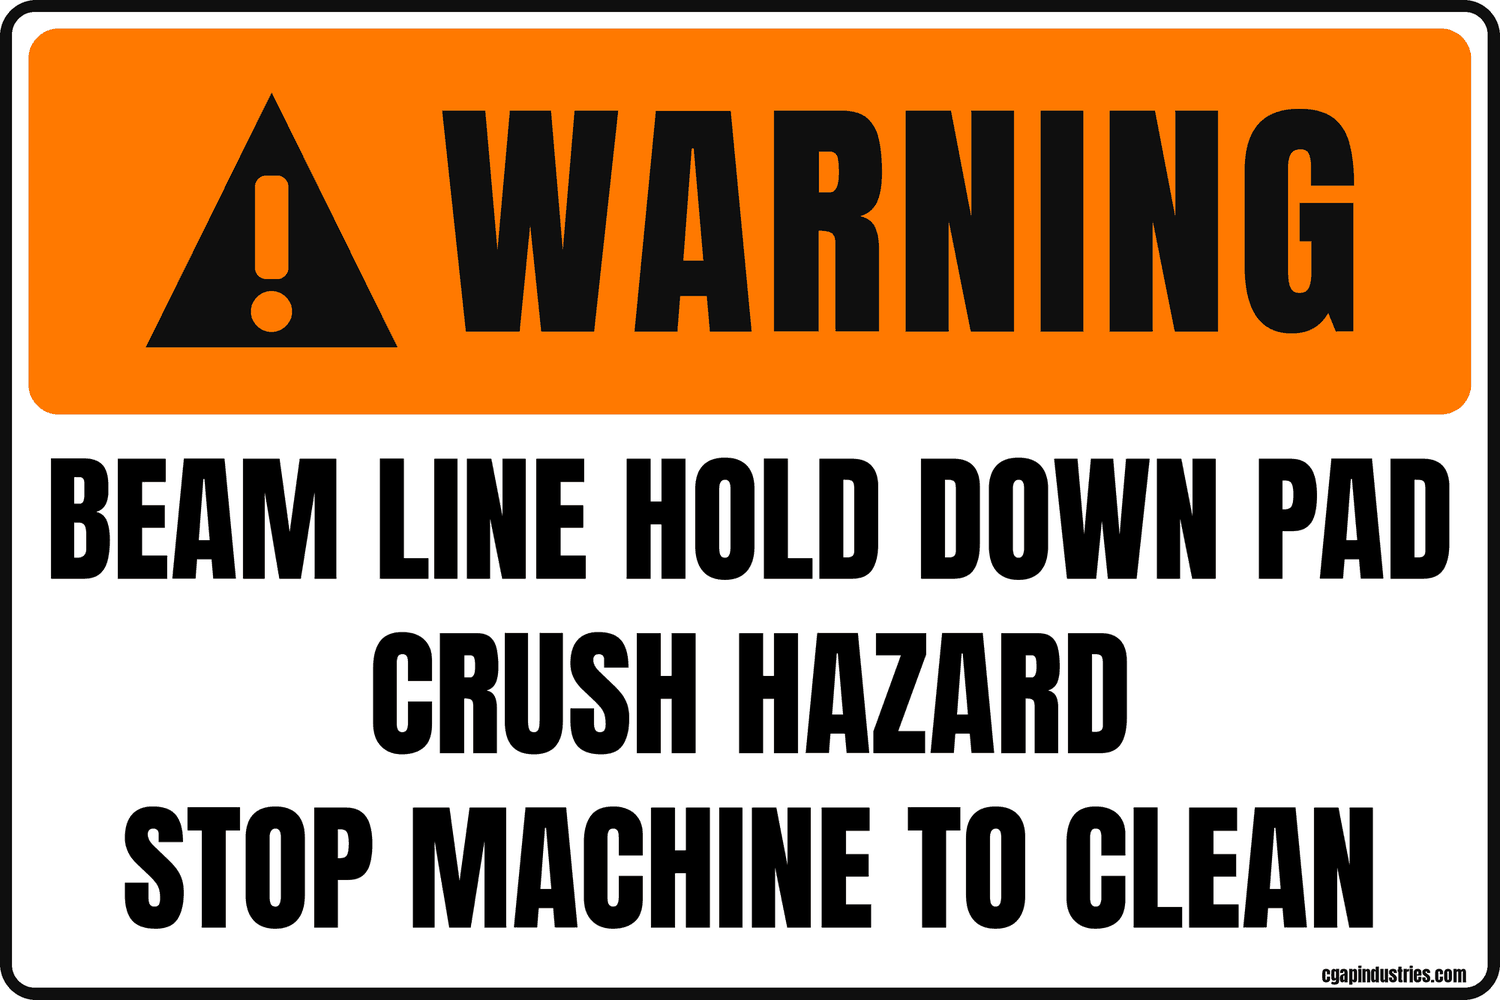 WARNING
BEAM LINE HOLD DOWN PAD
CRUSH HAZARD
STOP MACHINE TO CLEAN
cgapindustries.com